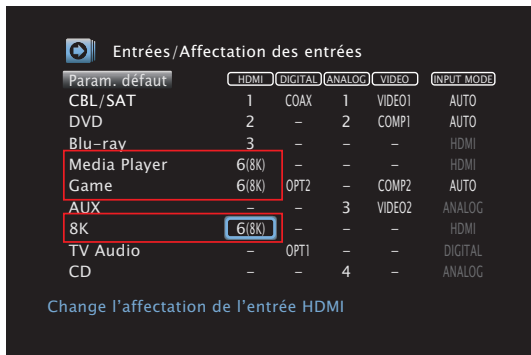 Entrées/Affectation des entrées
Param. défaut HDMI DIGITAL ANALOG VIDEO INPUT MODE
CBL/SAT 1 COAX 1 VIDEO1 AUTO
DVD 2 – 2 COMP1 AUTO
Blu-ray 3 – – – HDMI
Media Player 6(8K) – – – HDMI
Game 6(8K) OPT2 – COMP2 AUTO
AUX – – 3 VIDEO2 ANALOG
8K 6(8K) – – – HDMI
TV Audio – OPT1 – – DIGITAL
CD – – 4 – ANALOG
Change l'affectation de l'entrée HDMI